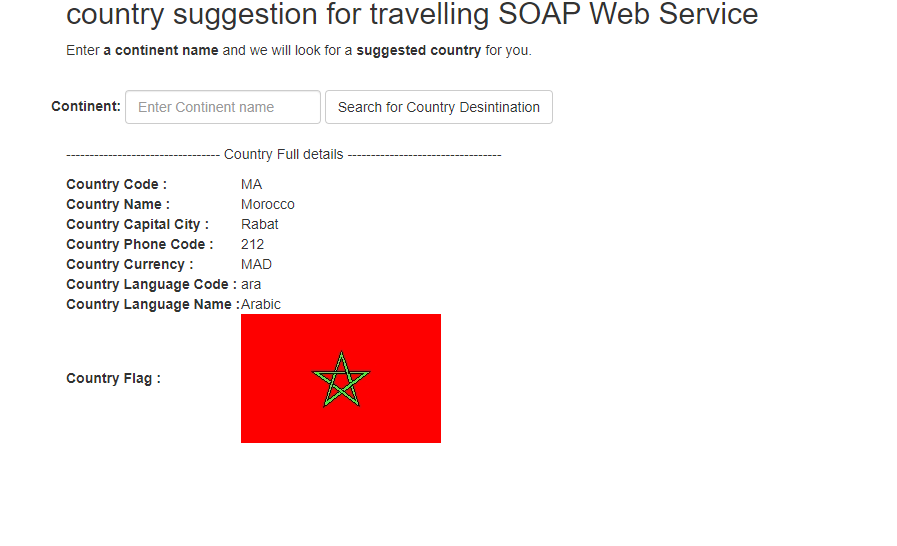 country suggestion for travelling SOAP Web Service
Enter a continent name and we will look for a suggested country for you.
Continent: Enter Continent name Search for Country Desintination
--------------------------------- Country Full details ---------------------------------
Country Code : MA
Country Name : Morocco
Country Capital City : Rabat
Country Phone Code : 212
Country Currency : MAD
Country Language Code : ara
Country Language Name :Arabic
Country Flag :